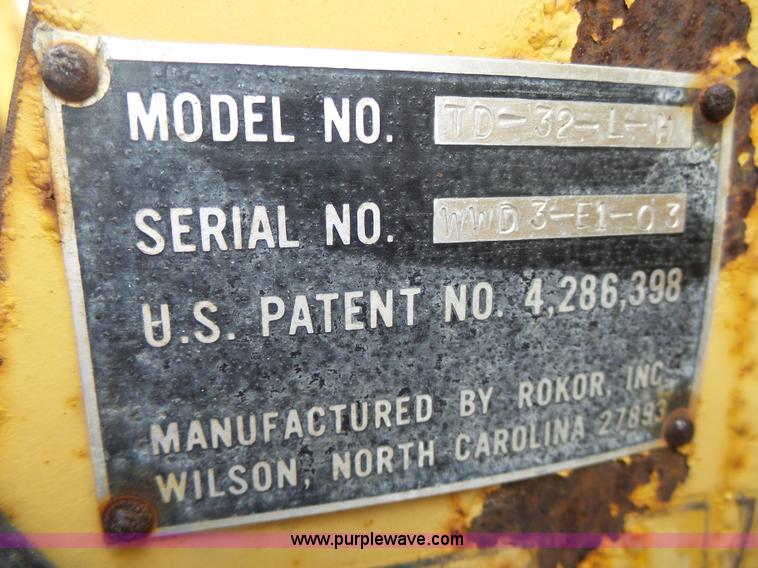 MODEL NO. TD-32-L-H
SERIAL NO. WWD3-E1-03
U.S. PATENT NO. 4,286,398
MANUFACTURED BY ROKOR, INC.
WILSON, NORTH CAROLINA 27893
www.purplewave.com